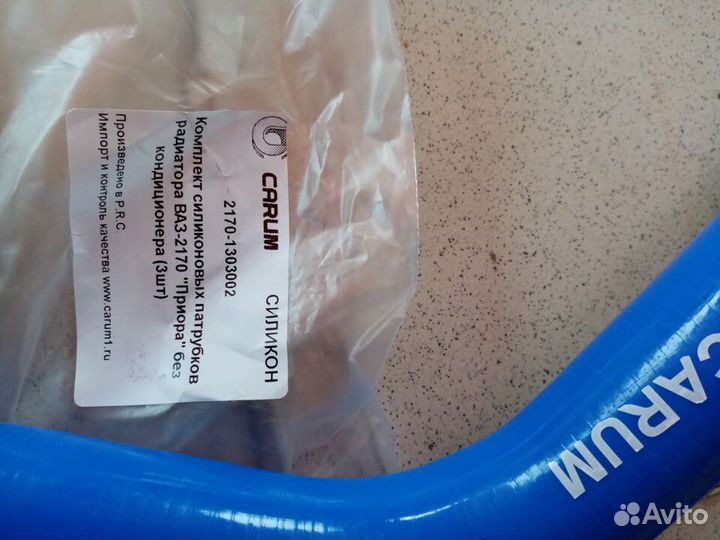 CARUM СИЛИКОН
2170-1303002
Комплект силиконовых патрубков
радиатора ВАЗ-2170 "Приора" без
кондиционера (3шт)
Произведено в P.R.C.
Импорт и контроль качества www.carum1.ru
CARUM
Avito